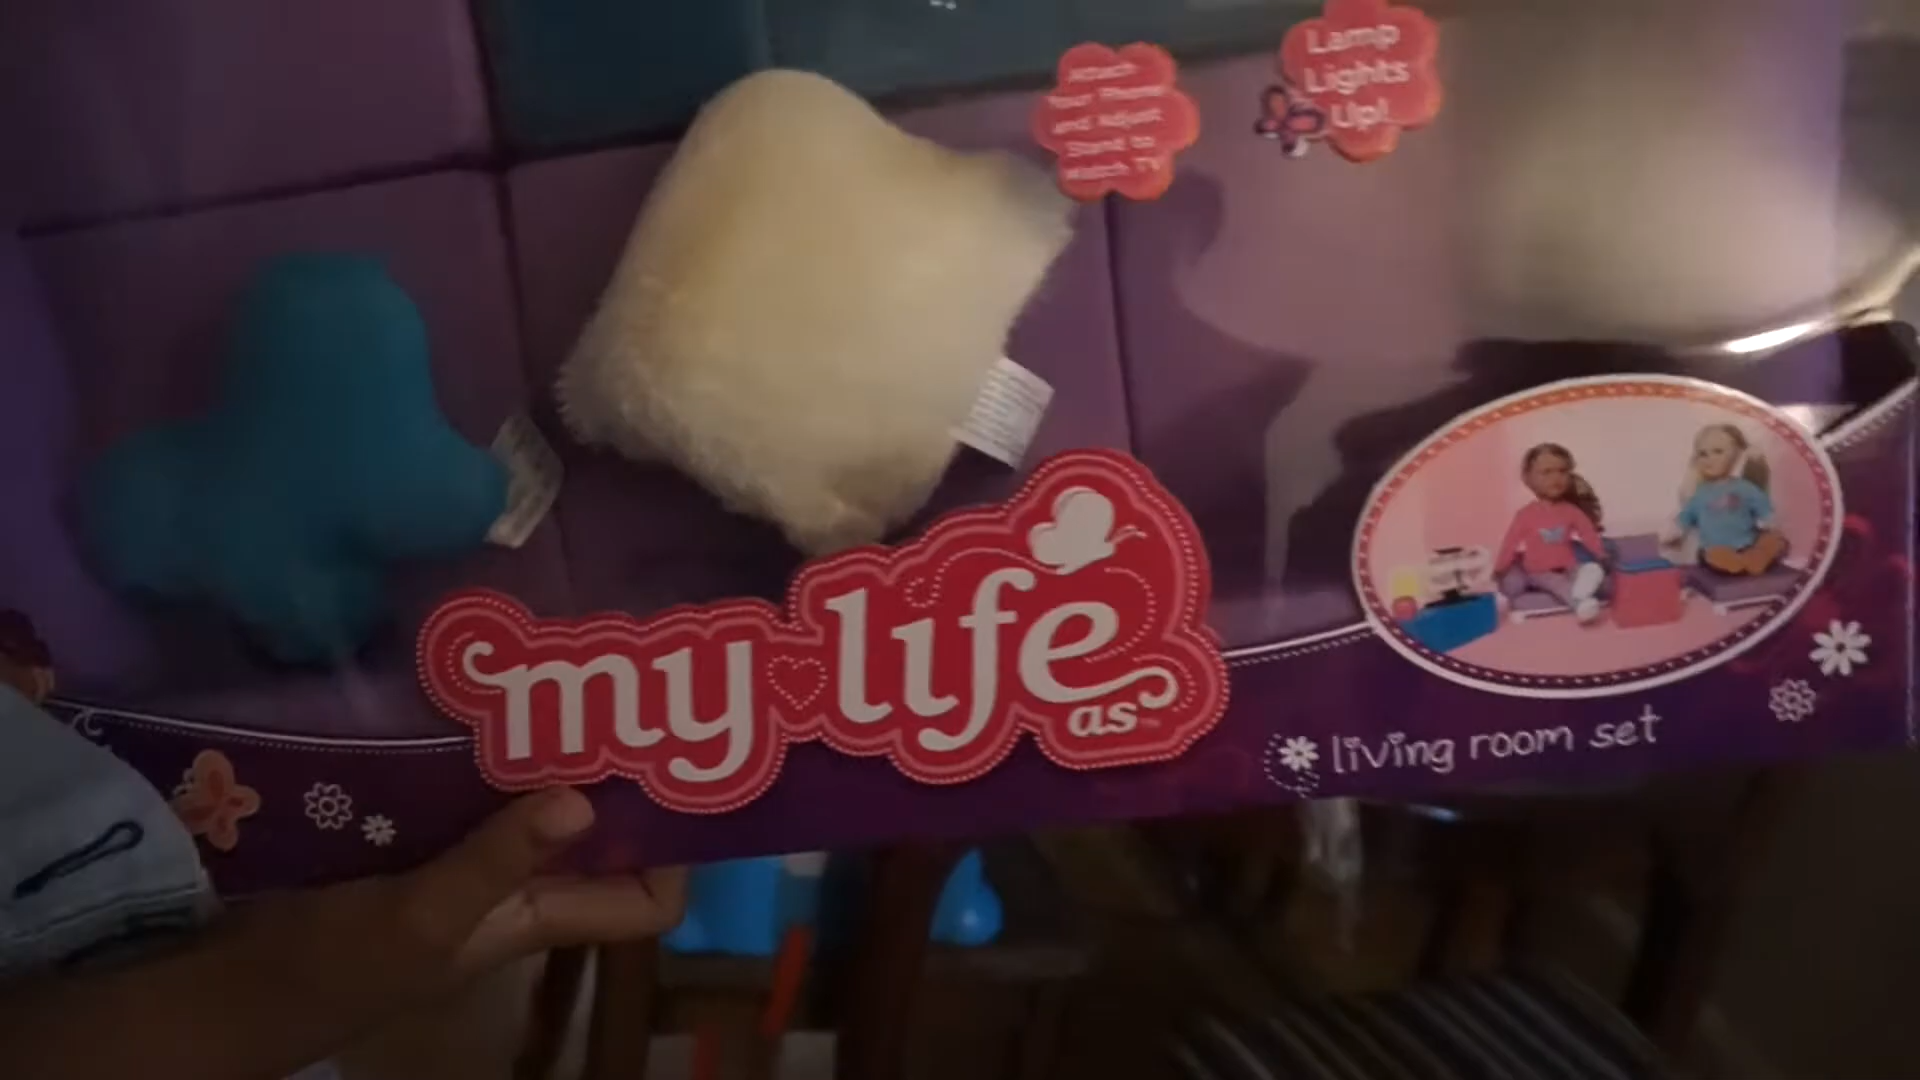 Attach
Your Phone
and Adjust
Stand to
Watch TV
Lamp
Lights
Up!
my life
as
living room set